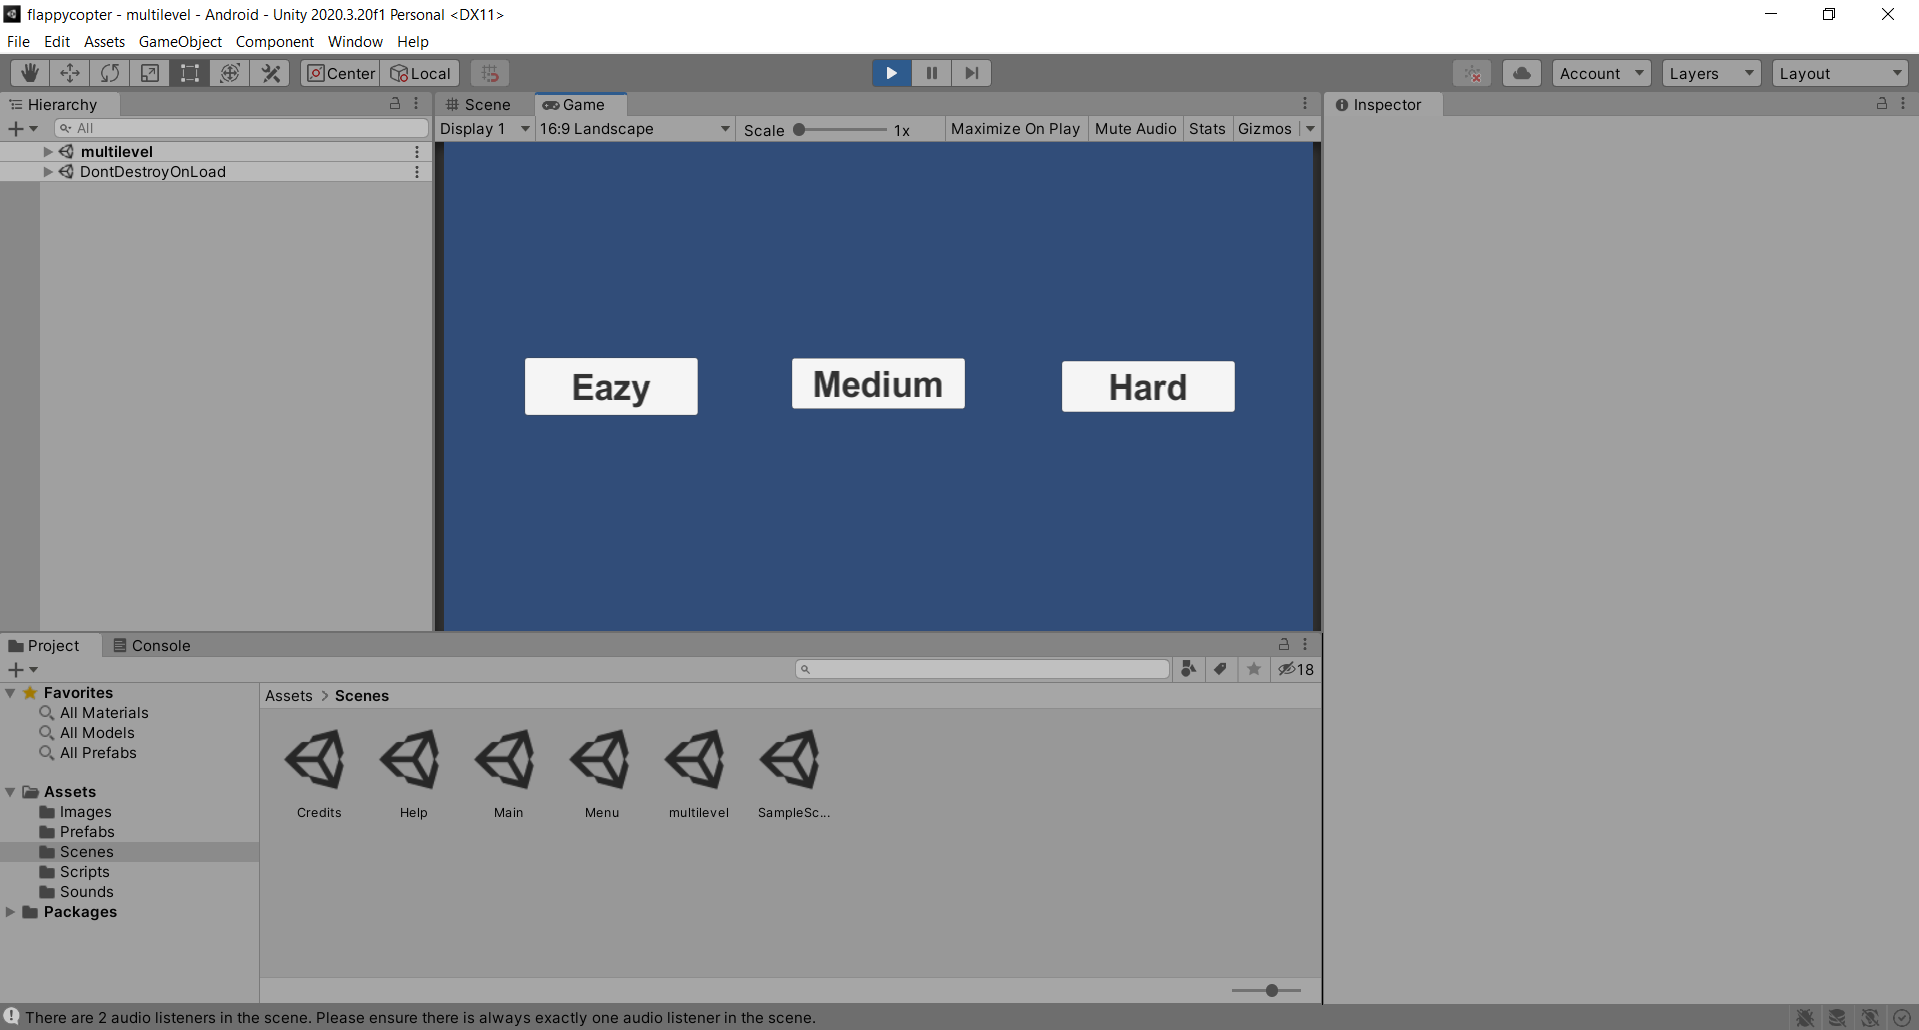 flappycopter - multilevel - Android - Unity 2020.3.20f1 Personal <DX11>
File Edit Assets GameObject Component Window Help
Center Local Account Layers Layout
Hierarchy
All
multilevel
DontDestroyOnLoad
Scene Game
Display 1 16:9 Landscape Scale 1x Maximize On Play Mute Audio Stats Gizmos
Eazy Medium Hard
Inspector
Project Console
18
Favorites
All Materials
All Models
All Prefabs
Assets
Images
Prefabs
Scenes
Scripts
Sounds
Packages
Assets > Scenes
Credits Help Main Menu multilevel SampleSc...
There are 2 audio listeners in the scene. Please ensure there is always exactly one audio listener in the scene.